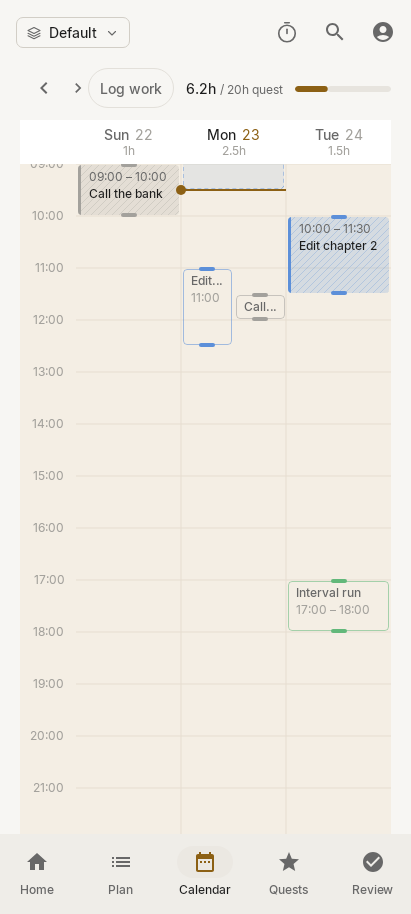 Default
Log work
6.2h / 20h quest
Sun 22
1h
Mon 23
2.5h
Tue 24
1.5h
09:00
09:00 – 10:00
Call the bank
10:00
10:00 – 11:30
Edit chapter 2
11:00
Edit...
11:00
Call...
12:00
13:00
14:00
15:00
16:00
17:00
Interval run
17:00 – 18:00
18:00
19:00
20:00
21:00
Home
Plan
Calendar
Quests
Review